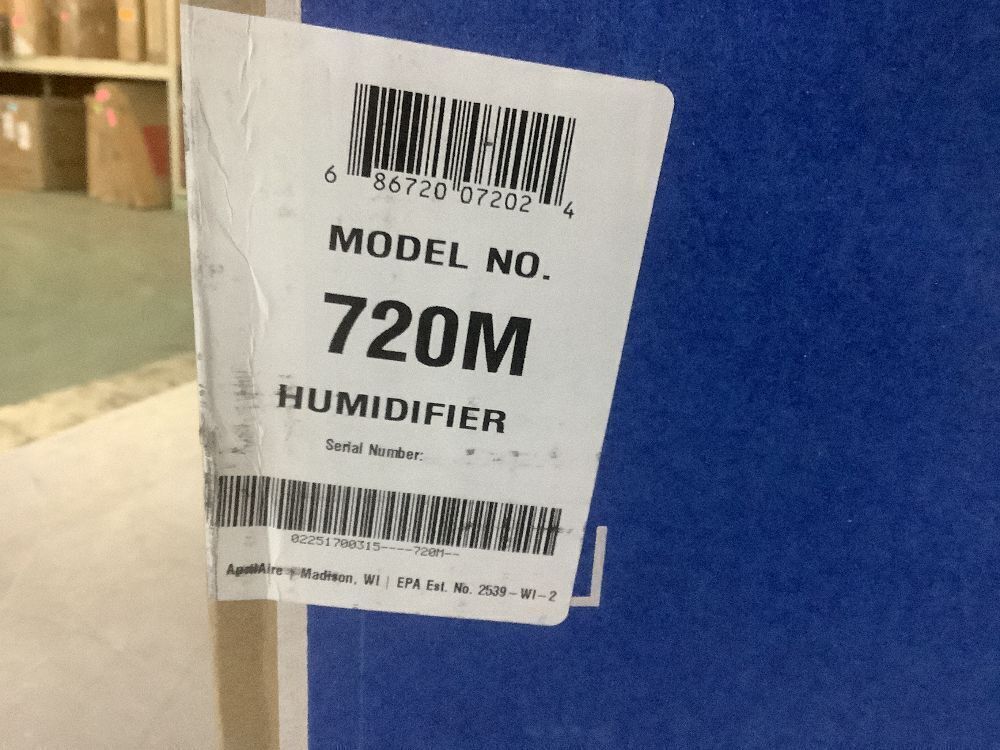 6 86720 07202 4
MODEL NO.
720M
HUMIDIFIER
Serial Number:
02251700315----720M--
AprilAire | Madison, WI | EPA Est. No. 2539-WI-2